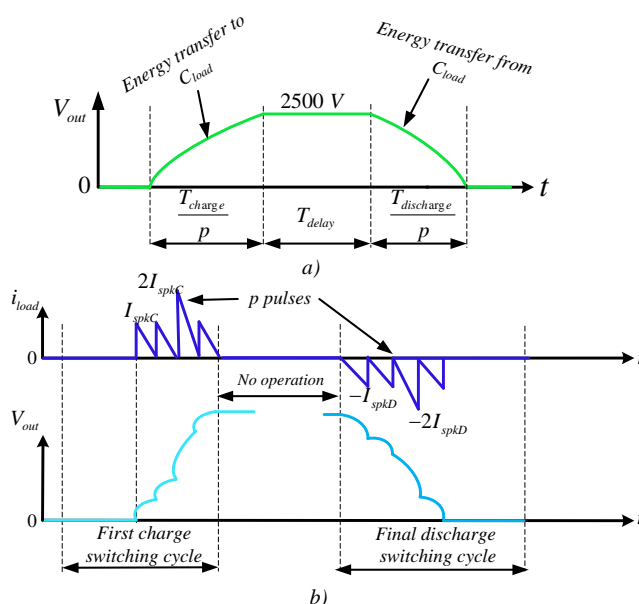 Energy transfer to
C_load
Energy transfer from
C_load
V_out
2500 V
0
t
T_charge / p
T_delay
T_discharge / p
a)
2I_spkC
i_load
I_spkC
p pulses
0
No operation
−I_spkD
−2I_spkD
V_out
0
First charge
switching cycle
Final discharge
switching cycle
b)